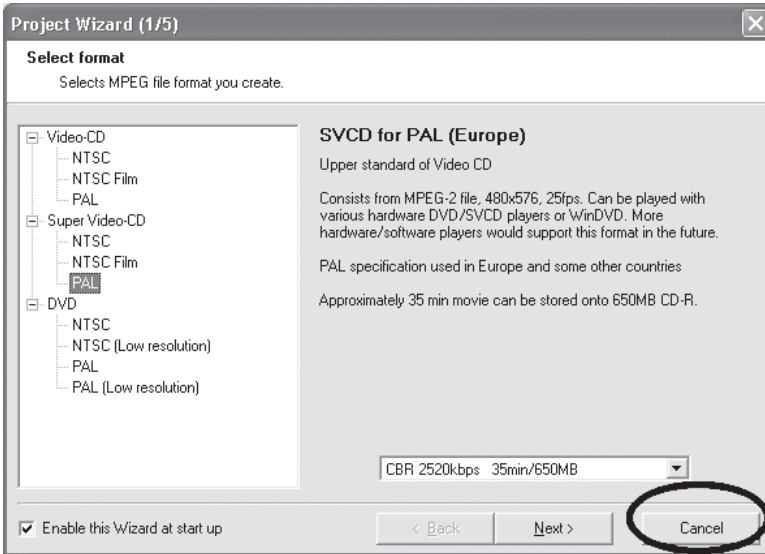 Project Wizard (1/5)
Select format
Selects MPEG file format you create.
Video-CD
NTSC
NTSC Film
PAL
Super Video-CD
NTSC
NTSC Film
PAL
DVD
NTSC
NTSC (Low resolution)
PAL
PAL (Low resolution)
SVCD for PAL (Europe)
Upper standard of Video CD
Consists from MPEG-2 file, 480x576, 25fps. Can be played with
various hardware DVD/SVCD players or WinDVD. More
hardware/software players would support this format in the future.
PAL specification used in Europe and some other countries
Approximately 35 min movie can be stored onto 650MB CD-R.
CBR 2520kbps 35min/650MB
Enable this Wizard at start up
< Back
Next >
Cancel